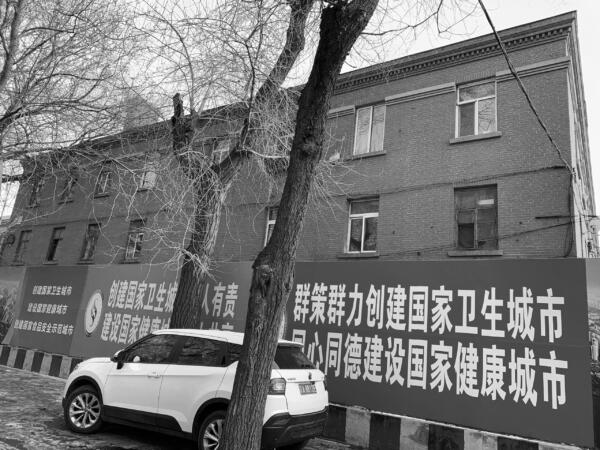 创建国家卫生城市
建设国家健康城市
创建国家食品安全示范城市
创建国家卫生城 人有责
建设国家健
群策群力创建国家卫生城市
同心同德建设国家健康城市